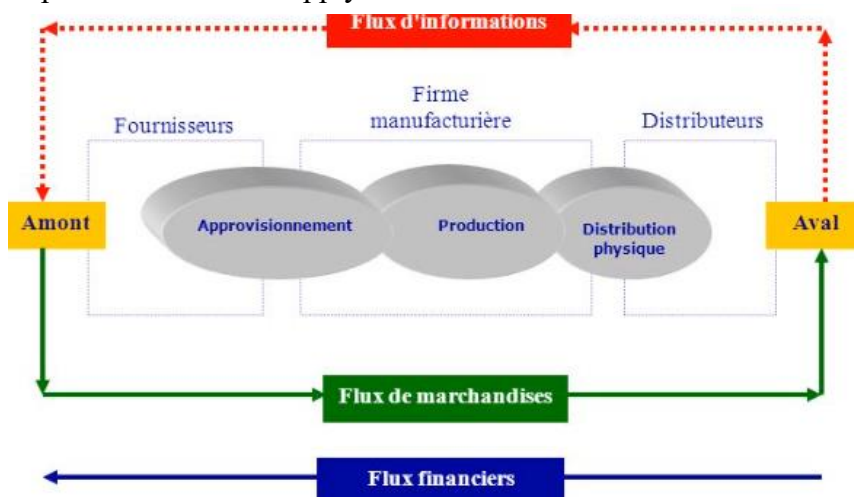 Flux d'informations
Firme
manufacturière
Fournisseurs
Distributeurs
Amont
Approvisionnement
Production
Distribution
physique
Aval
Flux de marchandises
Flux financiers